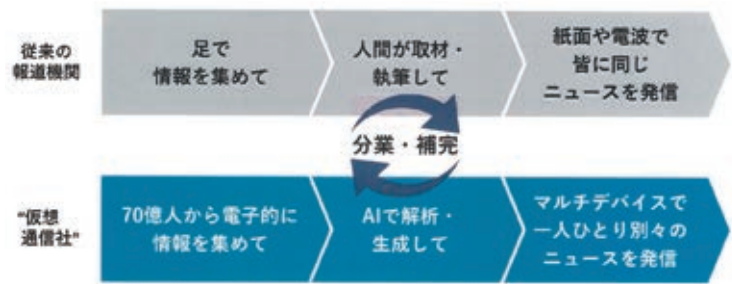 従来の
報道機関
足で
情報を集めて
人間が取材・
執筆して
紙面や電波で
皆に同じ
ニュースを発信
分業・補完
“仮想
通信社”
70億人から電子的に
情報を集めて
AIで解析・
生成して
マルチデバイスで
一人ひとり別々の
ニュースを発信